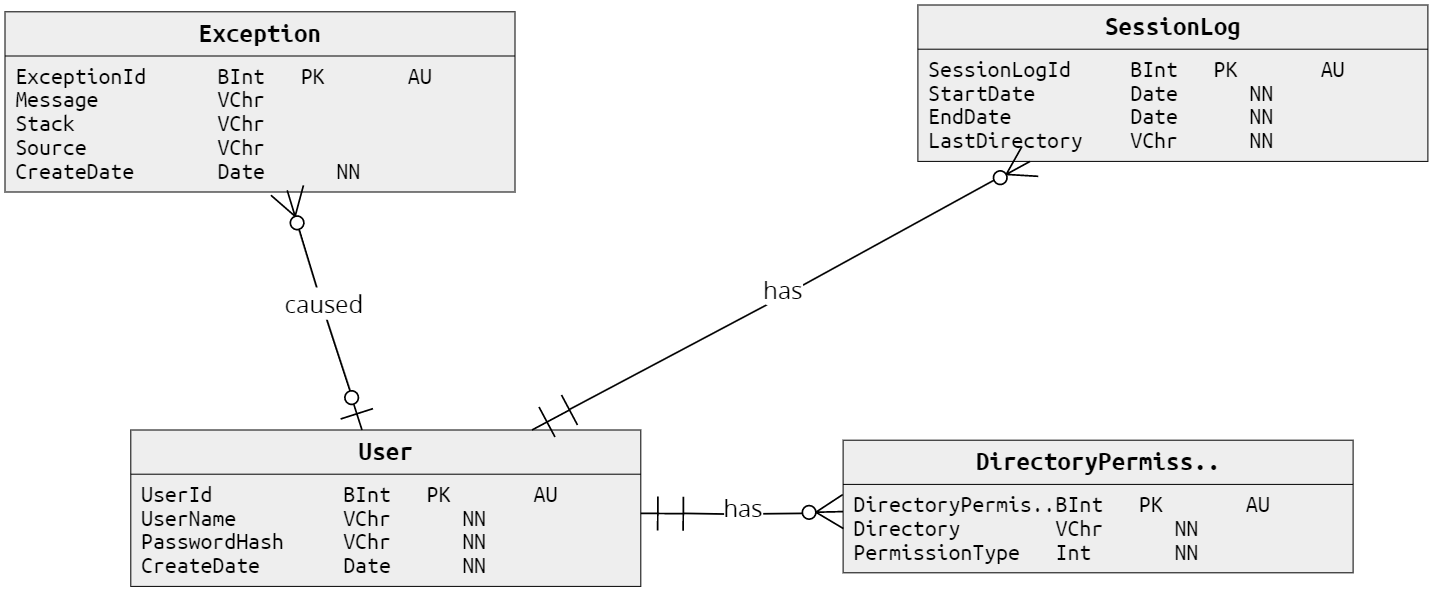 Exception
ExceptionId BInt PK AU
Message VChr
Stack VChr
Source VChr
CreateDate Date NN
SessionLog
SessionLogId BInt PK AU
StartDate Date NN
EndDate Date NN
LastDirectory VChr NN
caused
has
User
UserId BInt PK AU
UserName VChr NN
PasswordHash VChr NN
CreateDate Date NN
has
DirectoryPermiss..
DirectoryPermis.. BInt PK AU
Directory VChr NN
PermissionType Int NN